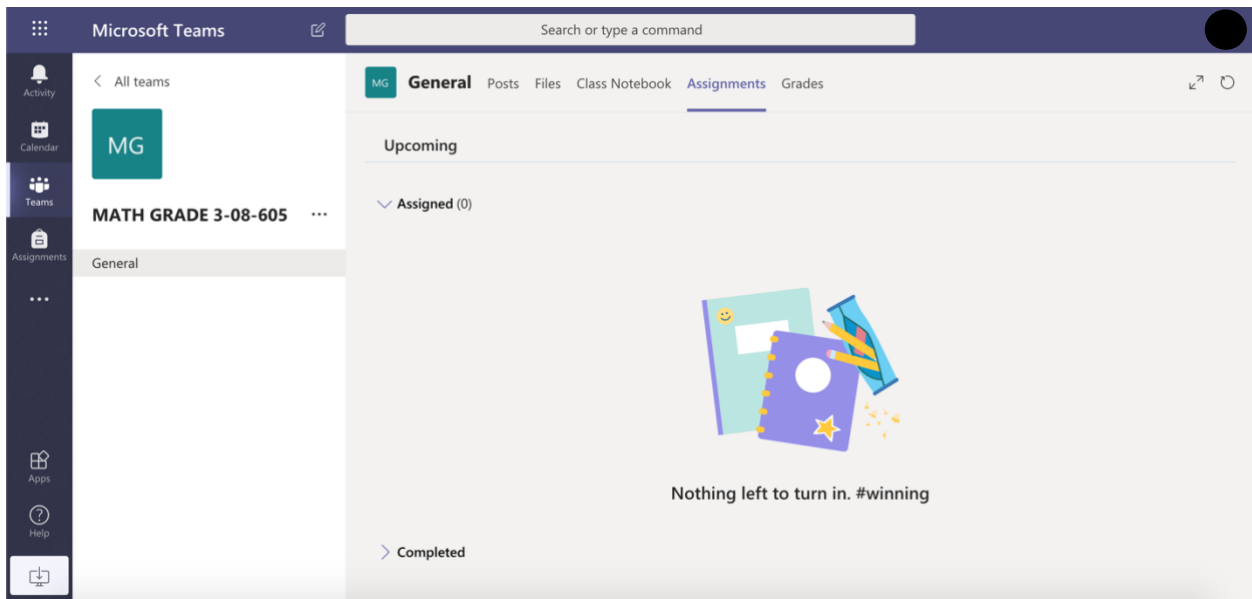 Microsoft Teams
Search or type a command
Activity
Calendar
Teams
Assignments
Apps
Help
All teams
MG
MATH GRADE 3-08-605
General
MG General Posts Files Class Notebook Assignments Grades
Upcoming
Assigned (0)
Nothing left to turn in. #winning
Completed